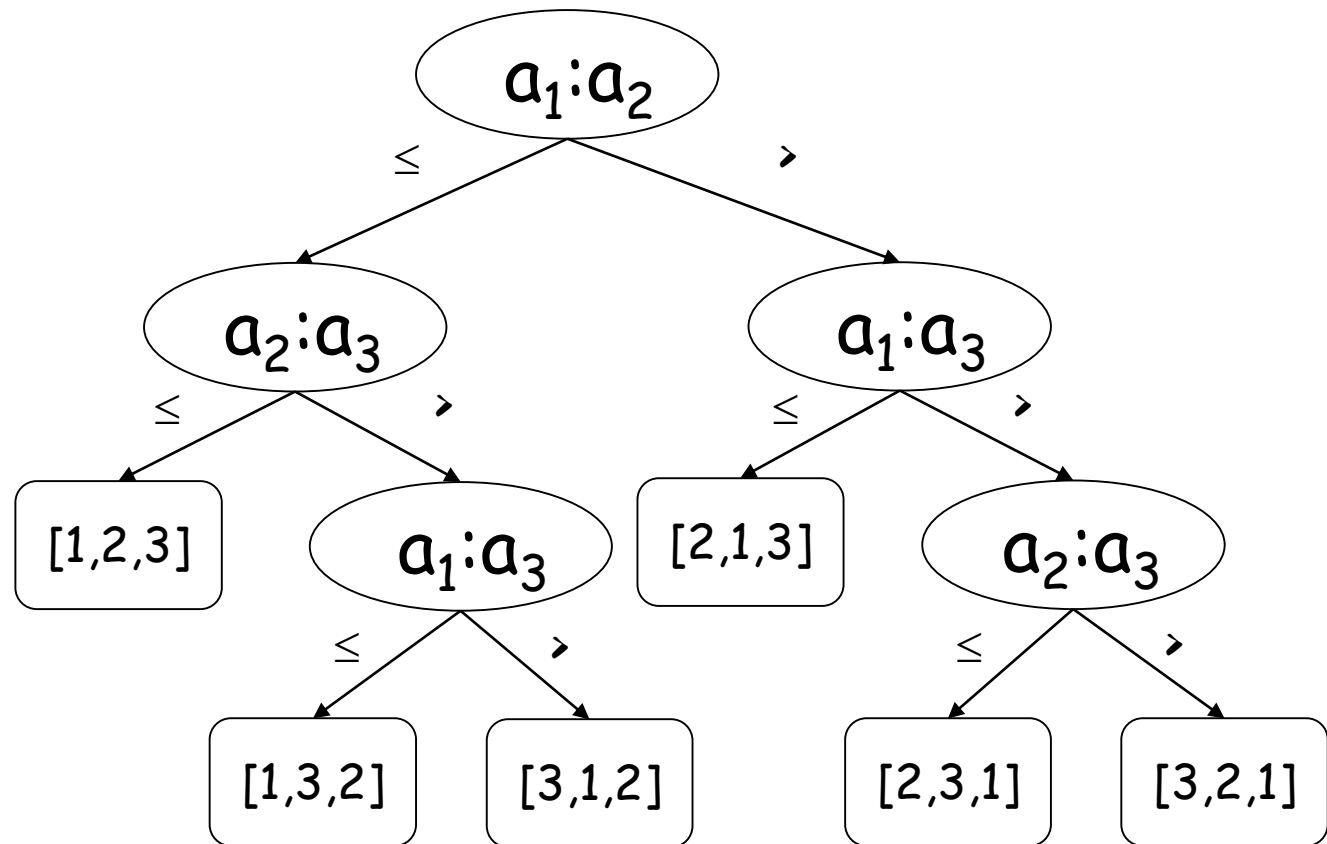 a₁:a₂
≤ >
a₂:a₃ a₁:a₃
≤ > ≤ >
[1,2,3] a₁:a₃ [2,1,3] a₂:a₃
≤ > ≤ >
[1,3,2] [3,1,2] [2,3,1] [3,2,1]